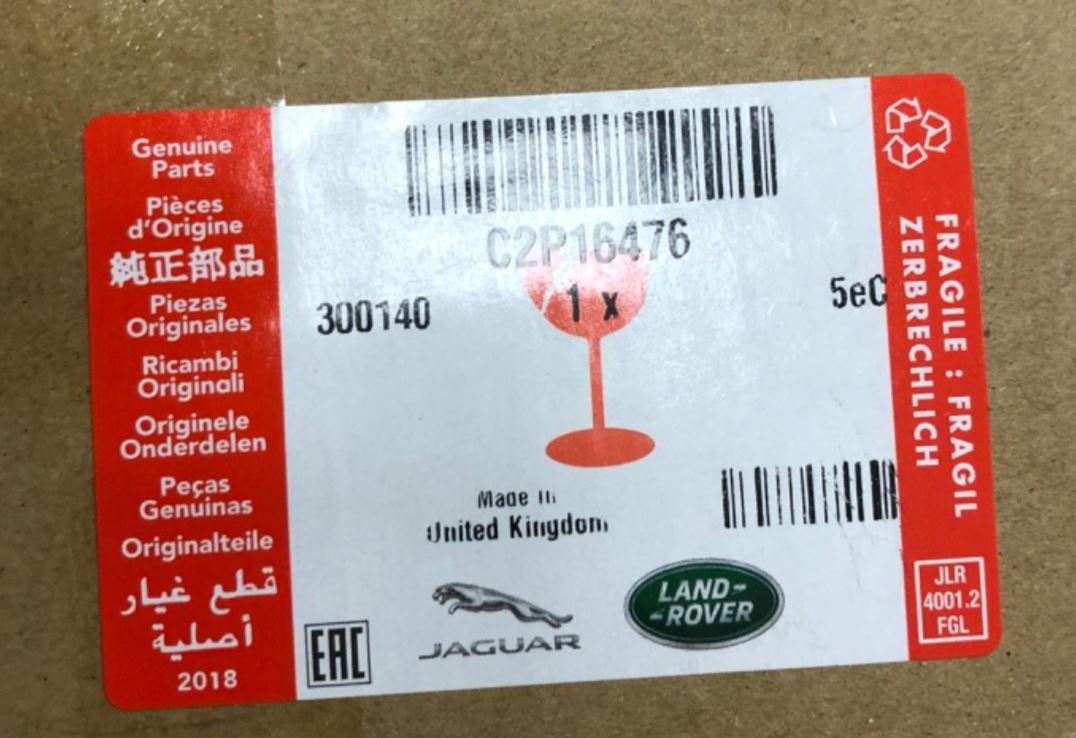 Genuine
Parts
Pièces
d'Origine
純正部品
Piezas
Originales
Ricambi
Originali
Originele
Onderdelen
Peças
Genuinas
Originalteile
قطع غيار
أصلية
2018
C2P16476
300140
1 x
5eC
Made in
United Kingdom
EAC
JAGUAR
LAND-
-ROVER
FRAGILE : FRAGIL
ZERBRECHLICH
JLR
4001.2
FGL